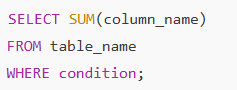 SELECT SUM(column_name)
FROM table_name
WHERE condition;